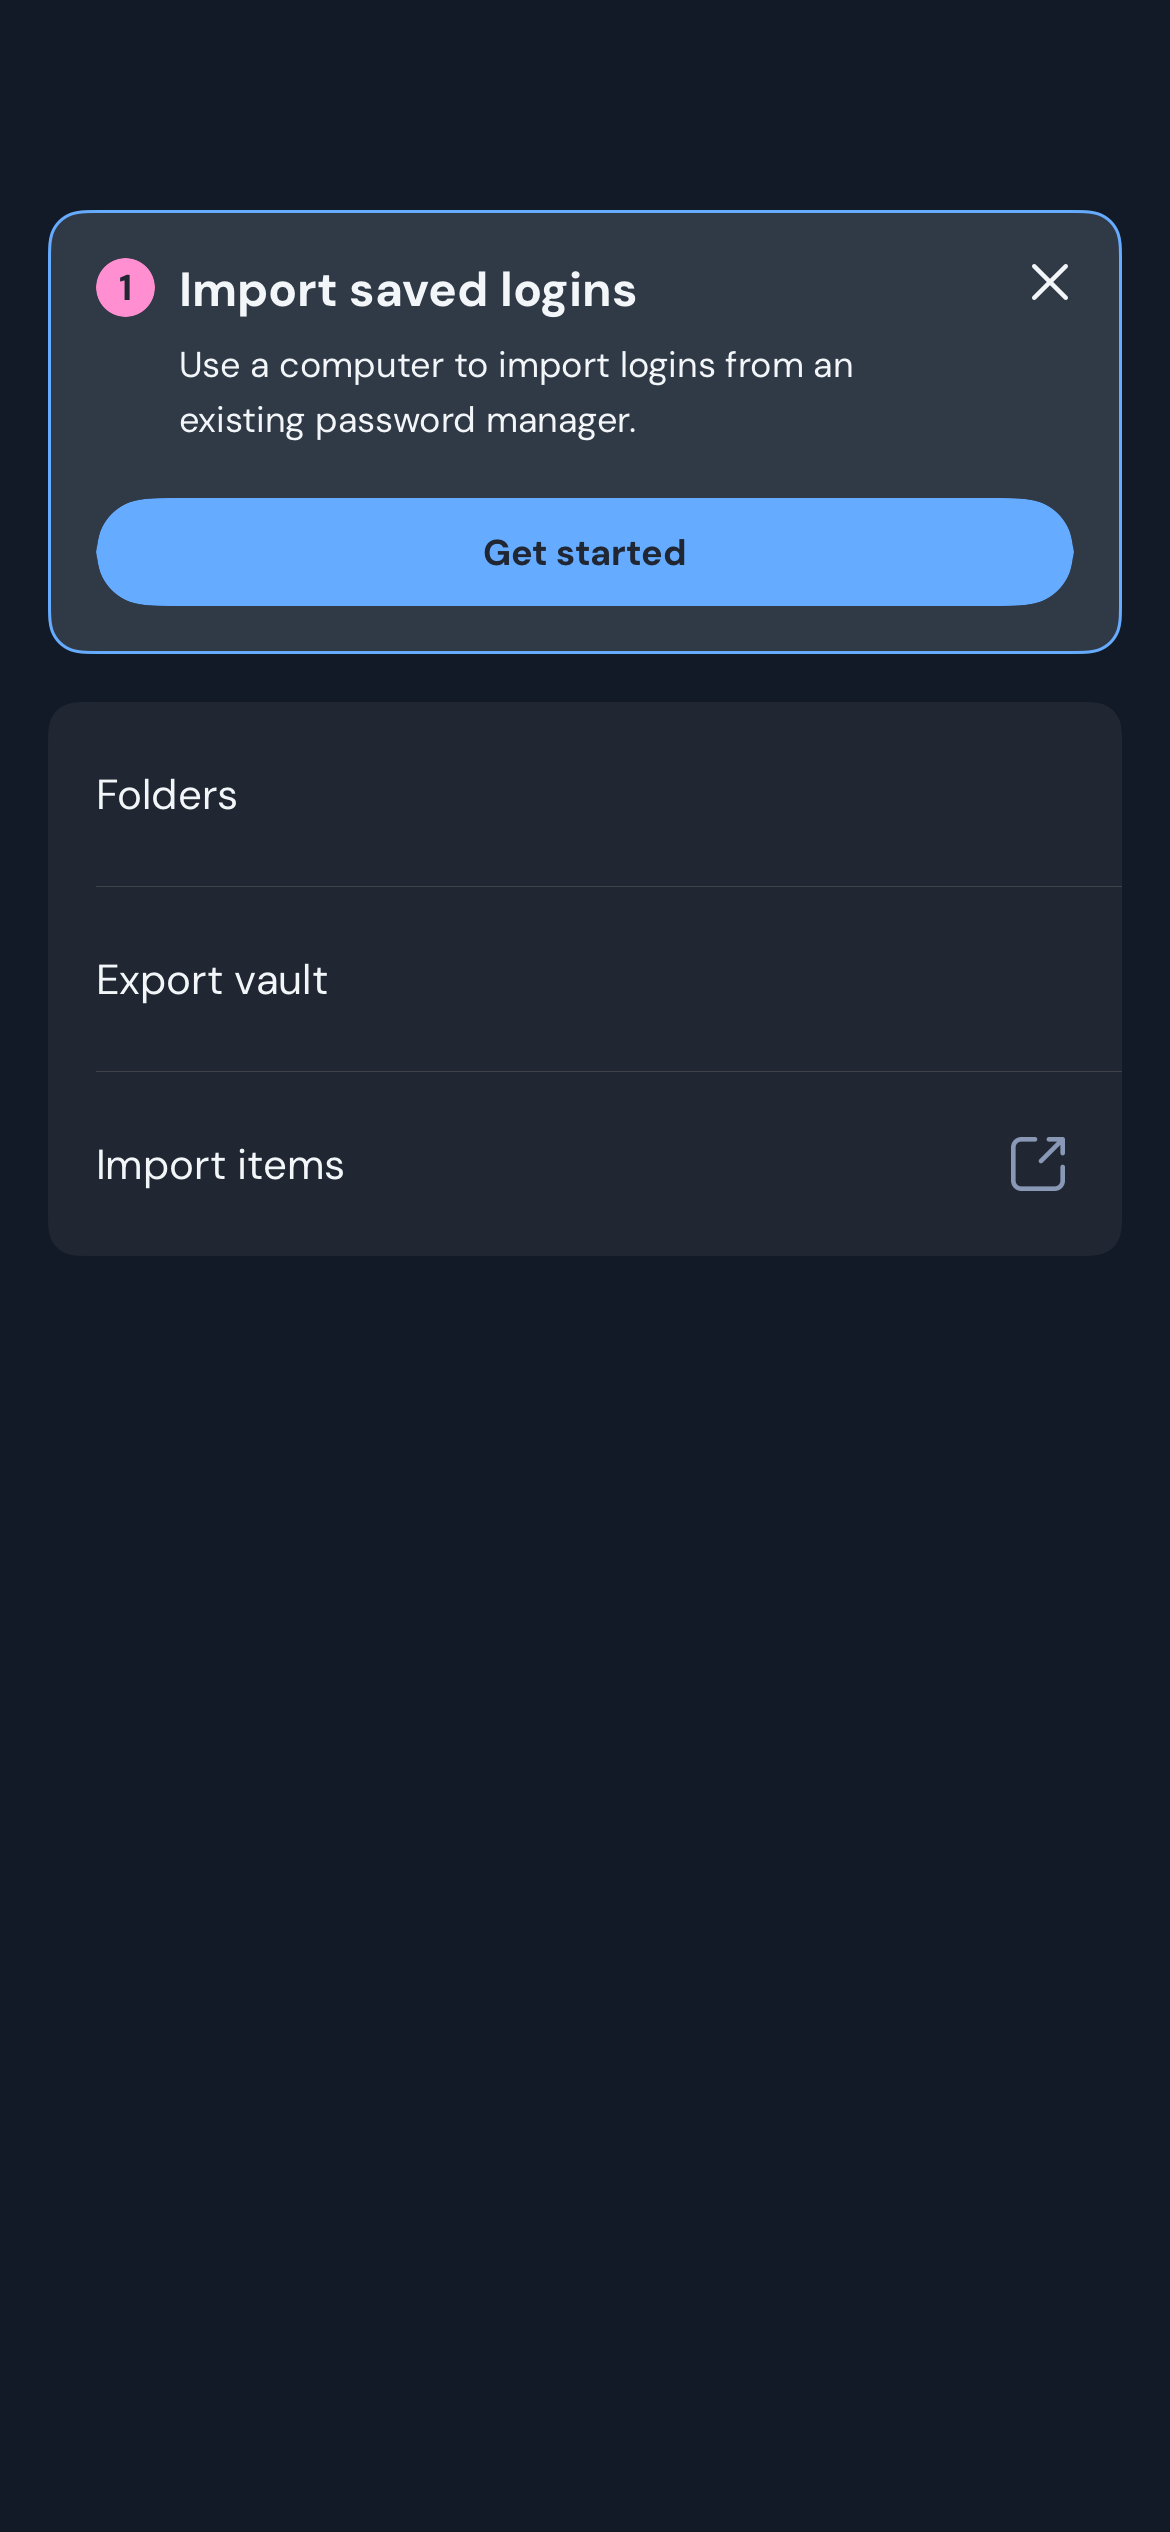 1
Import saved logins
Use a computer to import logins from an
existing password manager.
Get started
Folders
Export vault
Import items